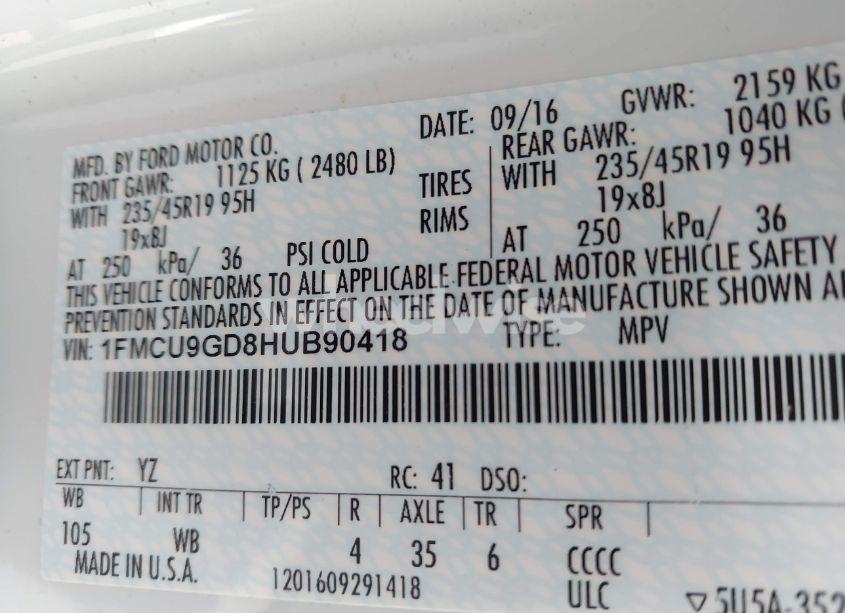 MFD. BY FORD MOTOR CO. DATE: 09/16 GVWR: 2159 KG
FRONT GAWR: 1125 KG ( 2480 LB) REAR GAWR: 1040 KG (
WITH 235/45R19 95H TIRES WITH 235/45R19 95H
19x8J RIMS 19x8J
AT 250 kPa/ 36 PSI COLD AT 250 kPa/ 36
THIS VEHICLE CONFORMS TO ALL APPLICABLE FEDERAL MOTOR VEHICLE SAFETY
PREVENTION STANDARDS IN EFFECT ON THE DATE OF MANUFACTURE SHOWN
VIN: 1FMCU9GD8HUB90418 TYPE: MPV
EXT PNT: YZ RC: 41 DSO:
WB INT TR TP/PS R AXLE TR SPR
105 WB 4 35 6 CCCC
MADE IN U.S.A. 1201609291418 ULC